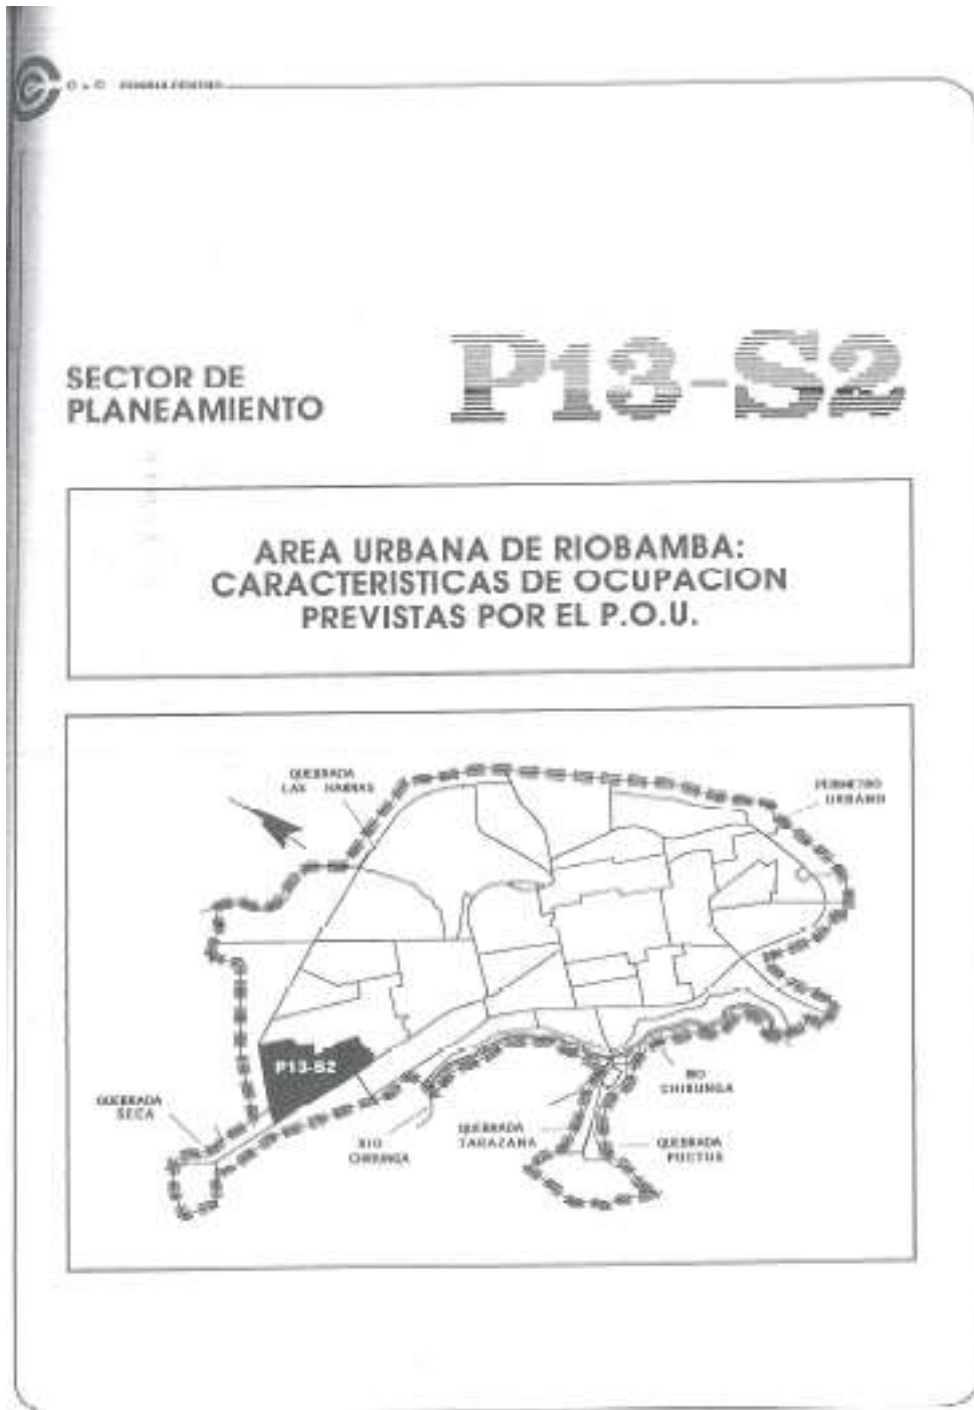 SECTOR DE
PLANEAMIENTO
P13-S2
AREA URBANA DE RIOBAMBA:
CARACTERISTICAS DE OCUPACION
PREVISTAS POR EL P.O.U.
QUEBRADA
LAS
PERIMETRO
URBANO
P13-S2
QUEBRADA
SECA
RIO
CHIBUNGA
QUEBRADA
TARAZANA
RIO
CHIBUNGA
QUEBRADA